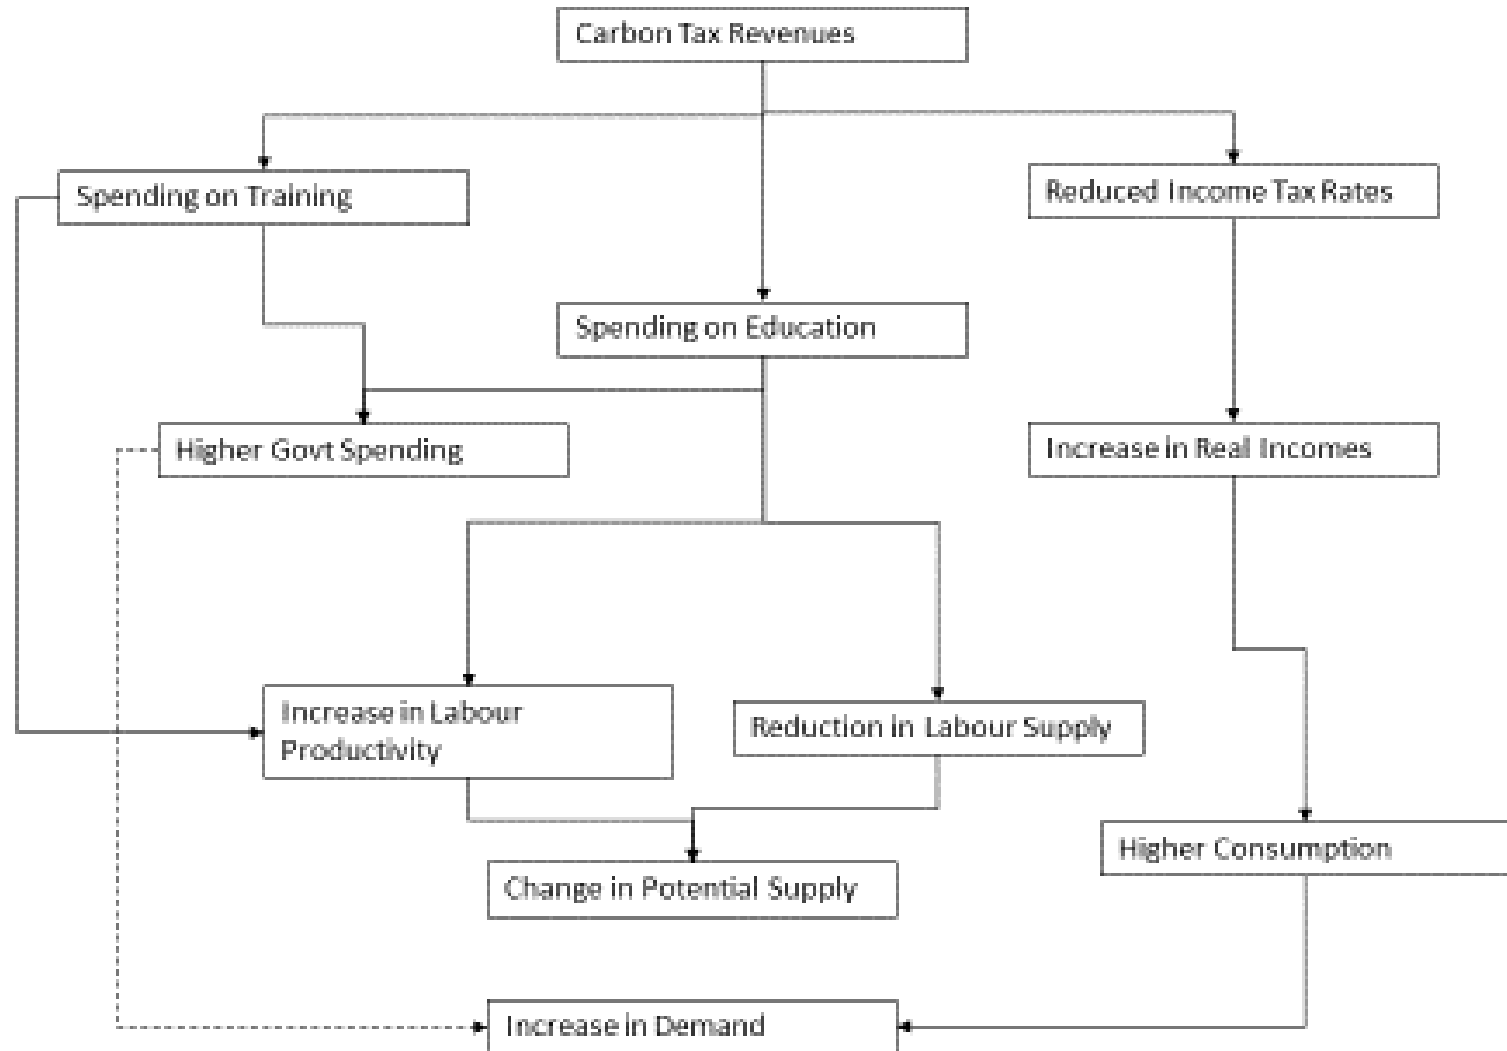 Carbon Tax Revenues
Spending on Training
Reduced Income Tax Rates
Spending on Education
Higher Govt Spending
Increase in Real Incomes
Increase in Labour
Productivity
Reduction in Labour Supply
Higher Consumption
Change in Potential Supply
Increase in Demand